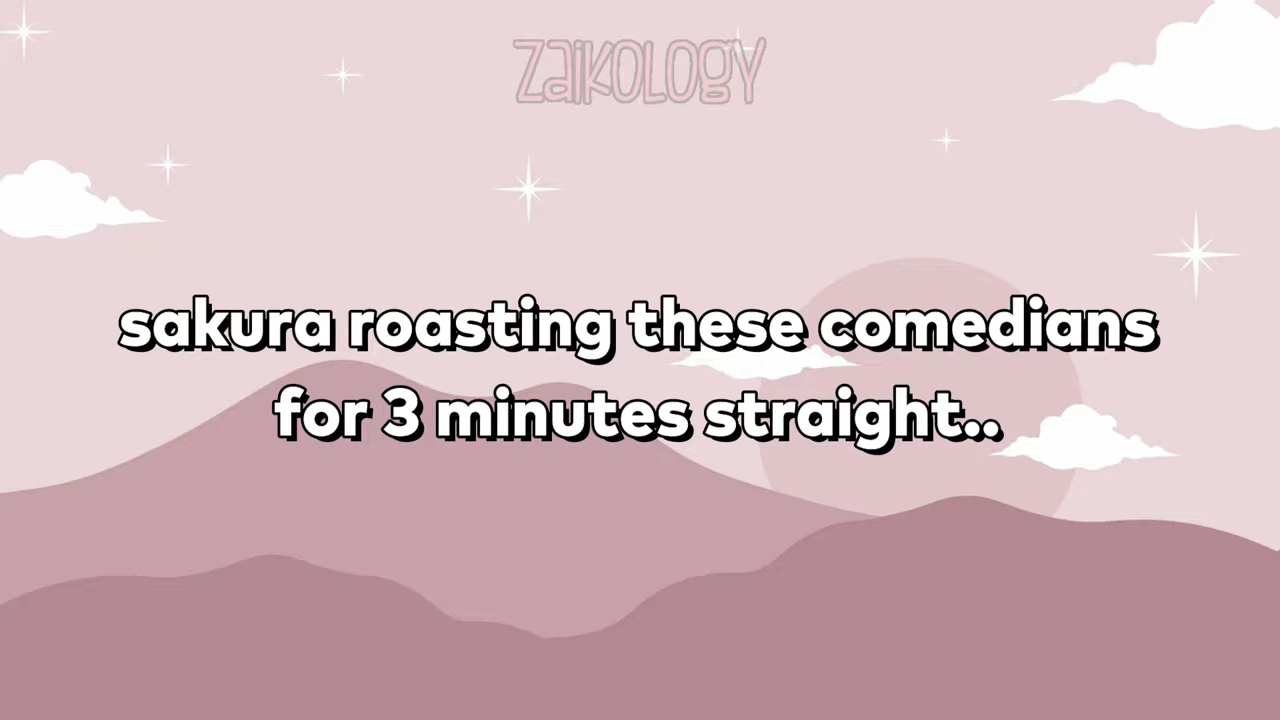 ZaiKOLOGY
sakura roasting these comedians
for 3 minutes straight..